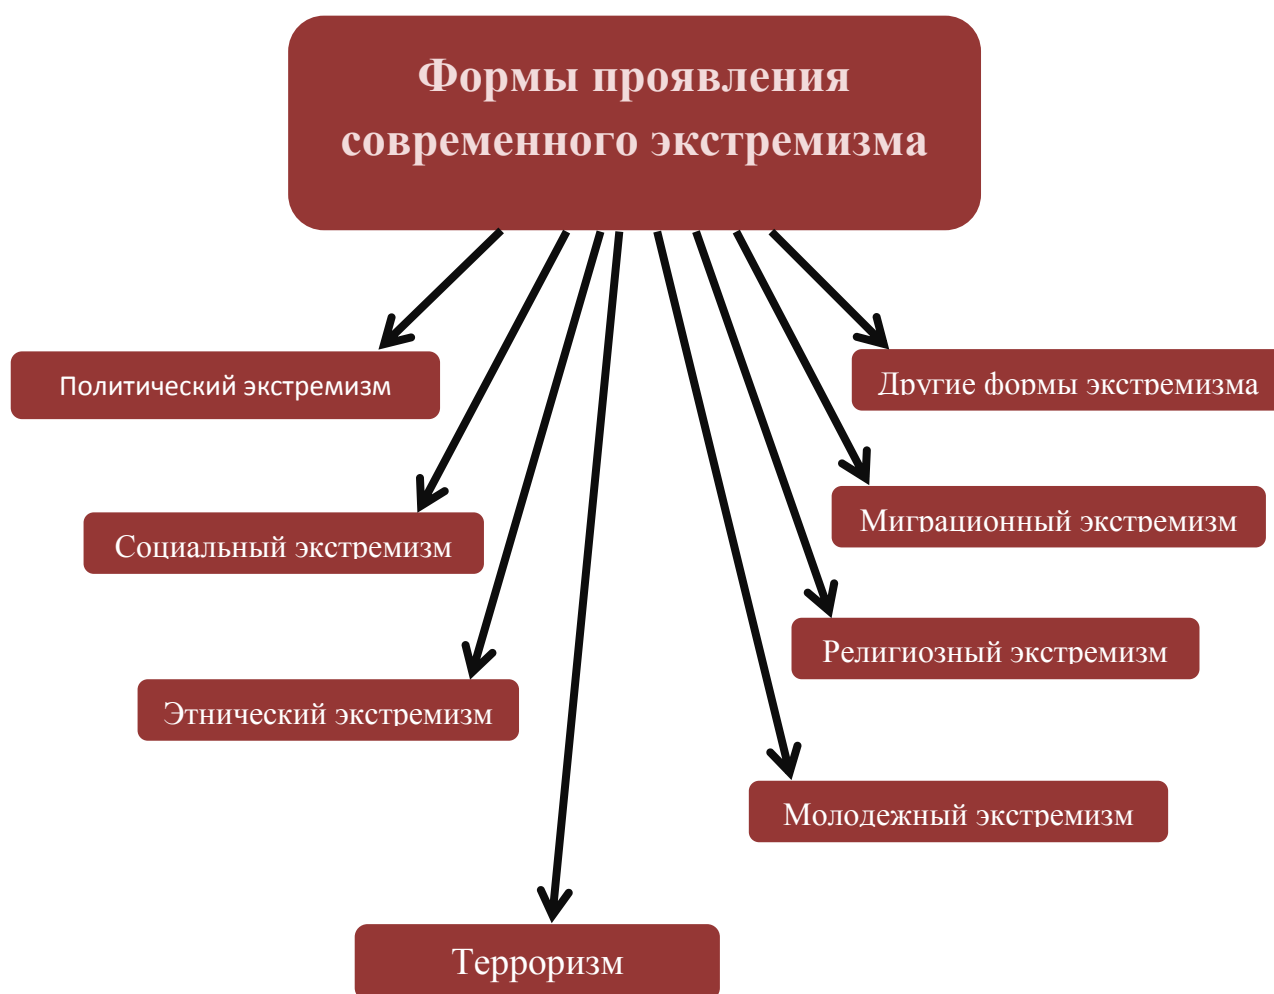 Формы проявления
современного экстремизма
Политический экстремизм
Другие формы экстремизма
Миграционный экстремизм
Социальный экстремизм
Религиозный экстремизм
Этнический экстремизм
Молодежный экстремизм
Терроризм